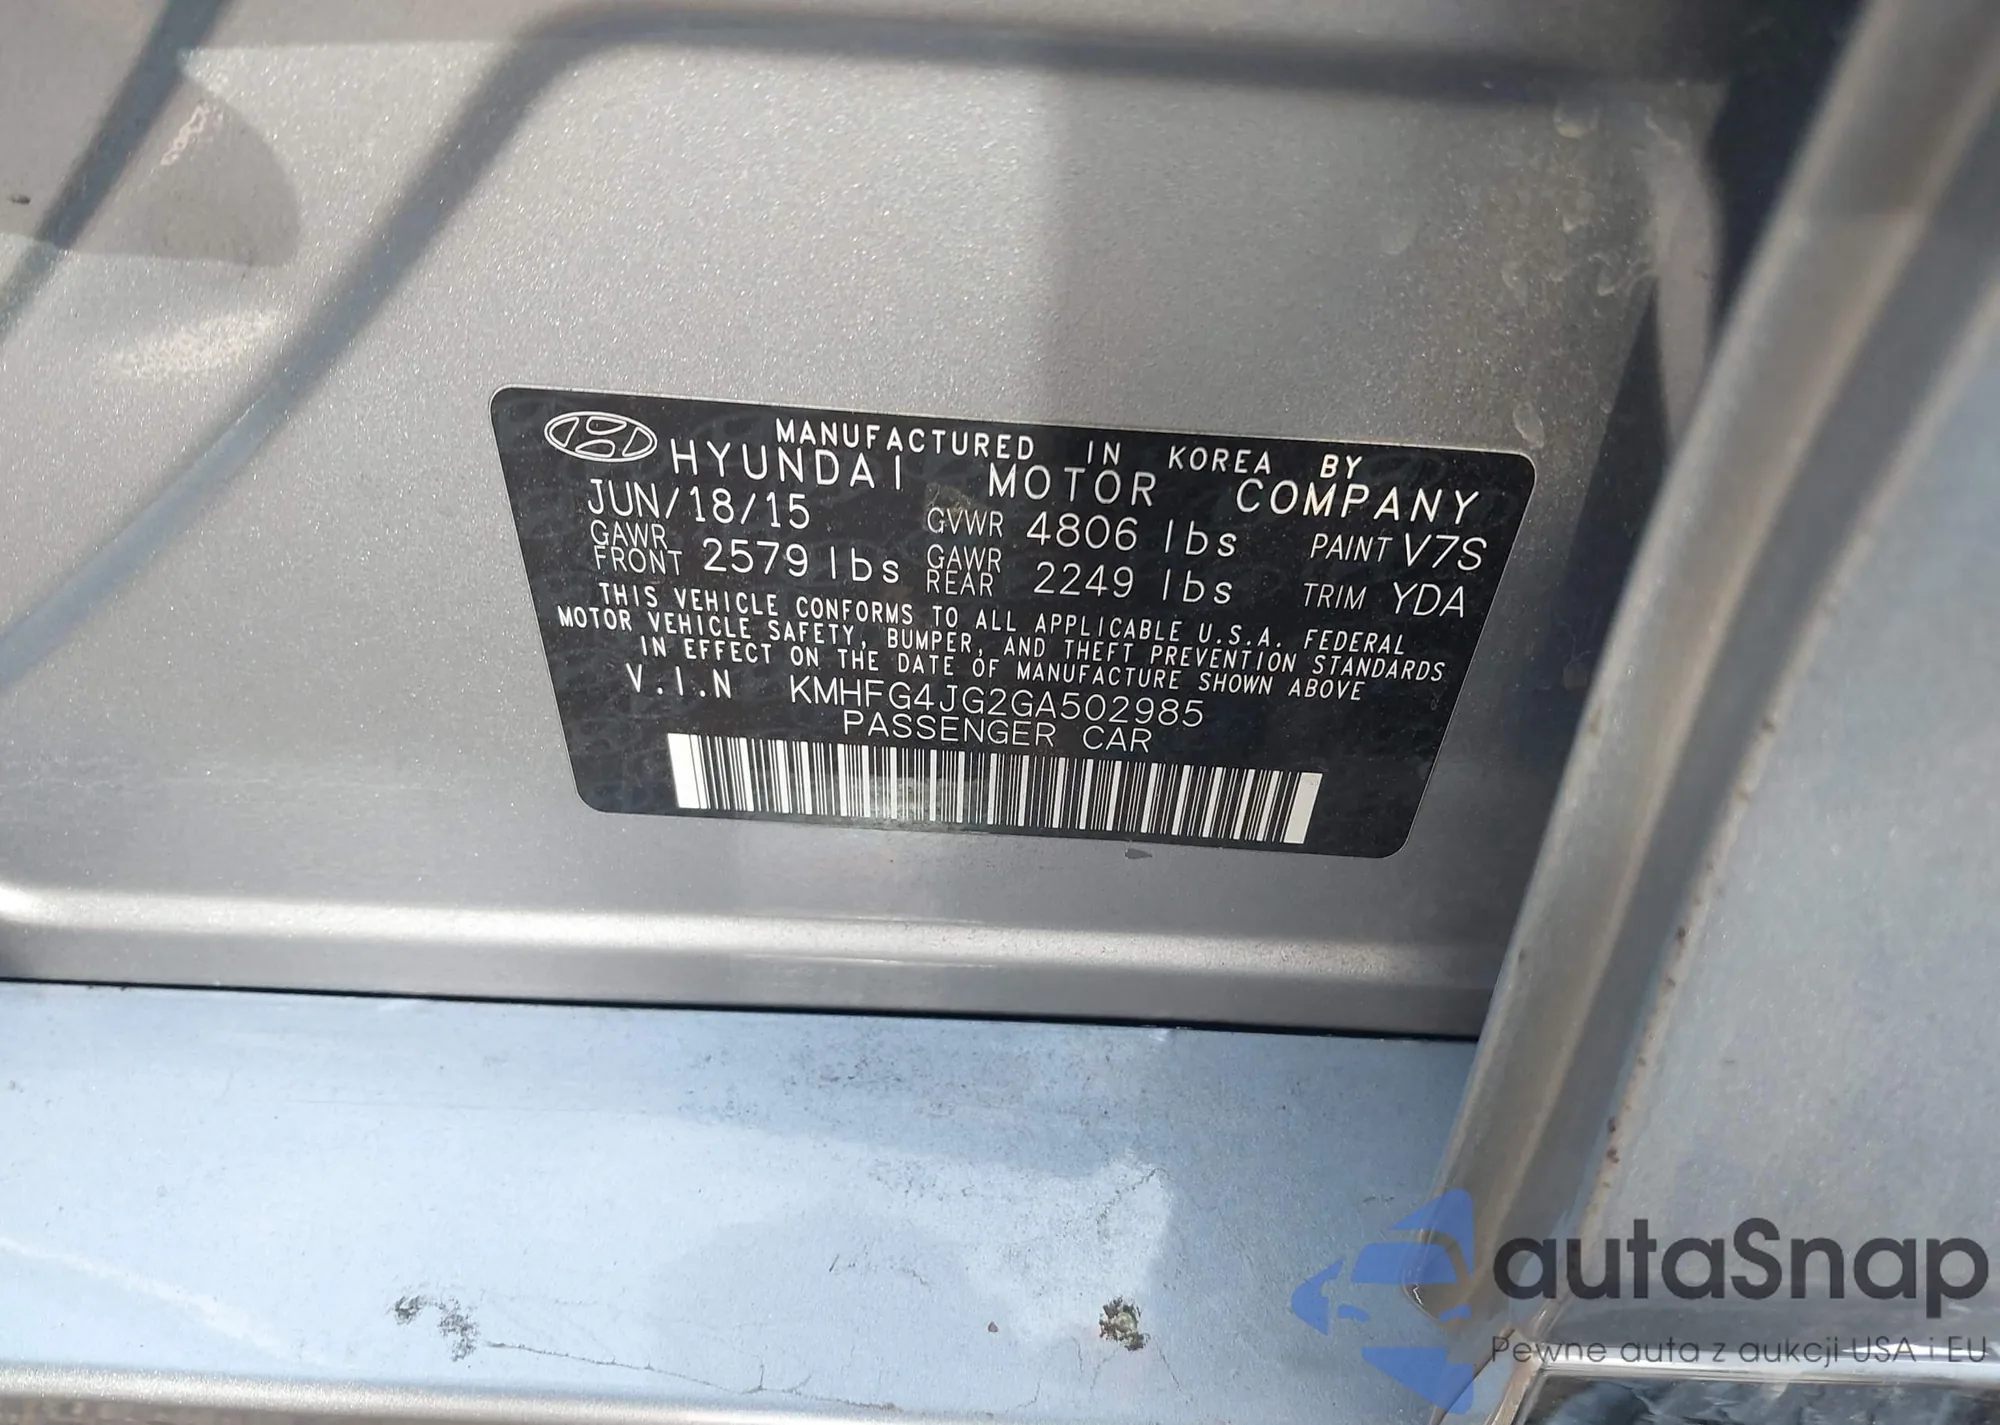 MANUFACTURED IN KOREA BY
HYUNDAI MOTOR COMPANY
JUN/18/15 GVWR 4806 lbs PAINT V7S
GAWR FRONT 2579 lbs GAWR REAR 2249 lbs TRIM YDA
THIS VEHICLE CONFORMS TO ALL APPLICABLE U.S.A. FEDERAL
MOTOR VEHICLE SAFETY, BUMPER, AND THEFT PREVENTION STANDARDS
IN EFFECT ON THE DATE OF MANUFACTURE SHOWN ABOVE
V.I.N KMHFG4JG2GA502985
PASSENGER CAR
autaSnap
Pewne auta z aukcji USA i EU